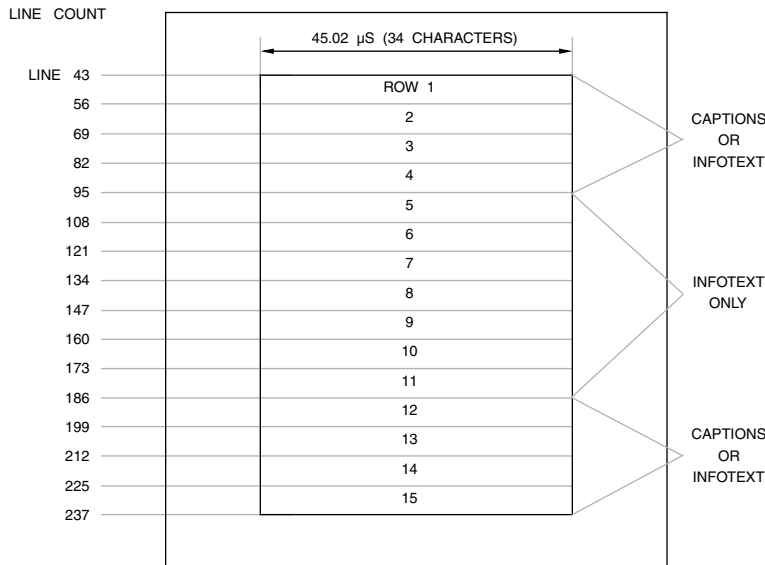 LINE COUNT
45.02 µS (34 CHARACTERS)
LINE 43
ROW 1
56
2
69
3
82
4
95
5
108
6
121
7
134
8
147
9
160
10
173
11
186
12
199
13
212
14
225
15
237
CAPTIONS
OR
INFOTEXT
INFOTEXT
ONLY
CAPTIONS
OR
INFOTEXT